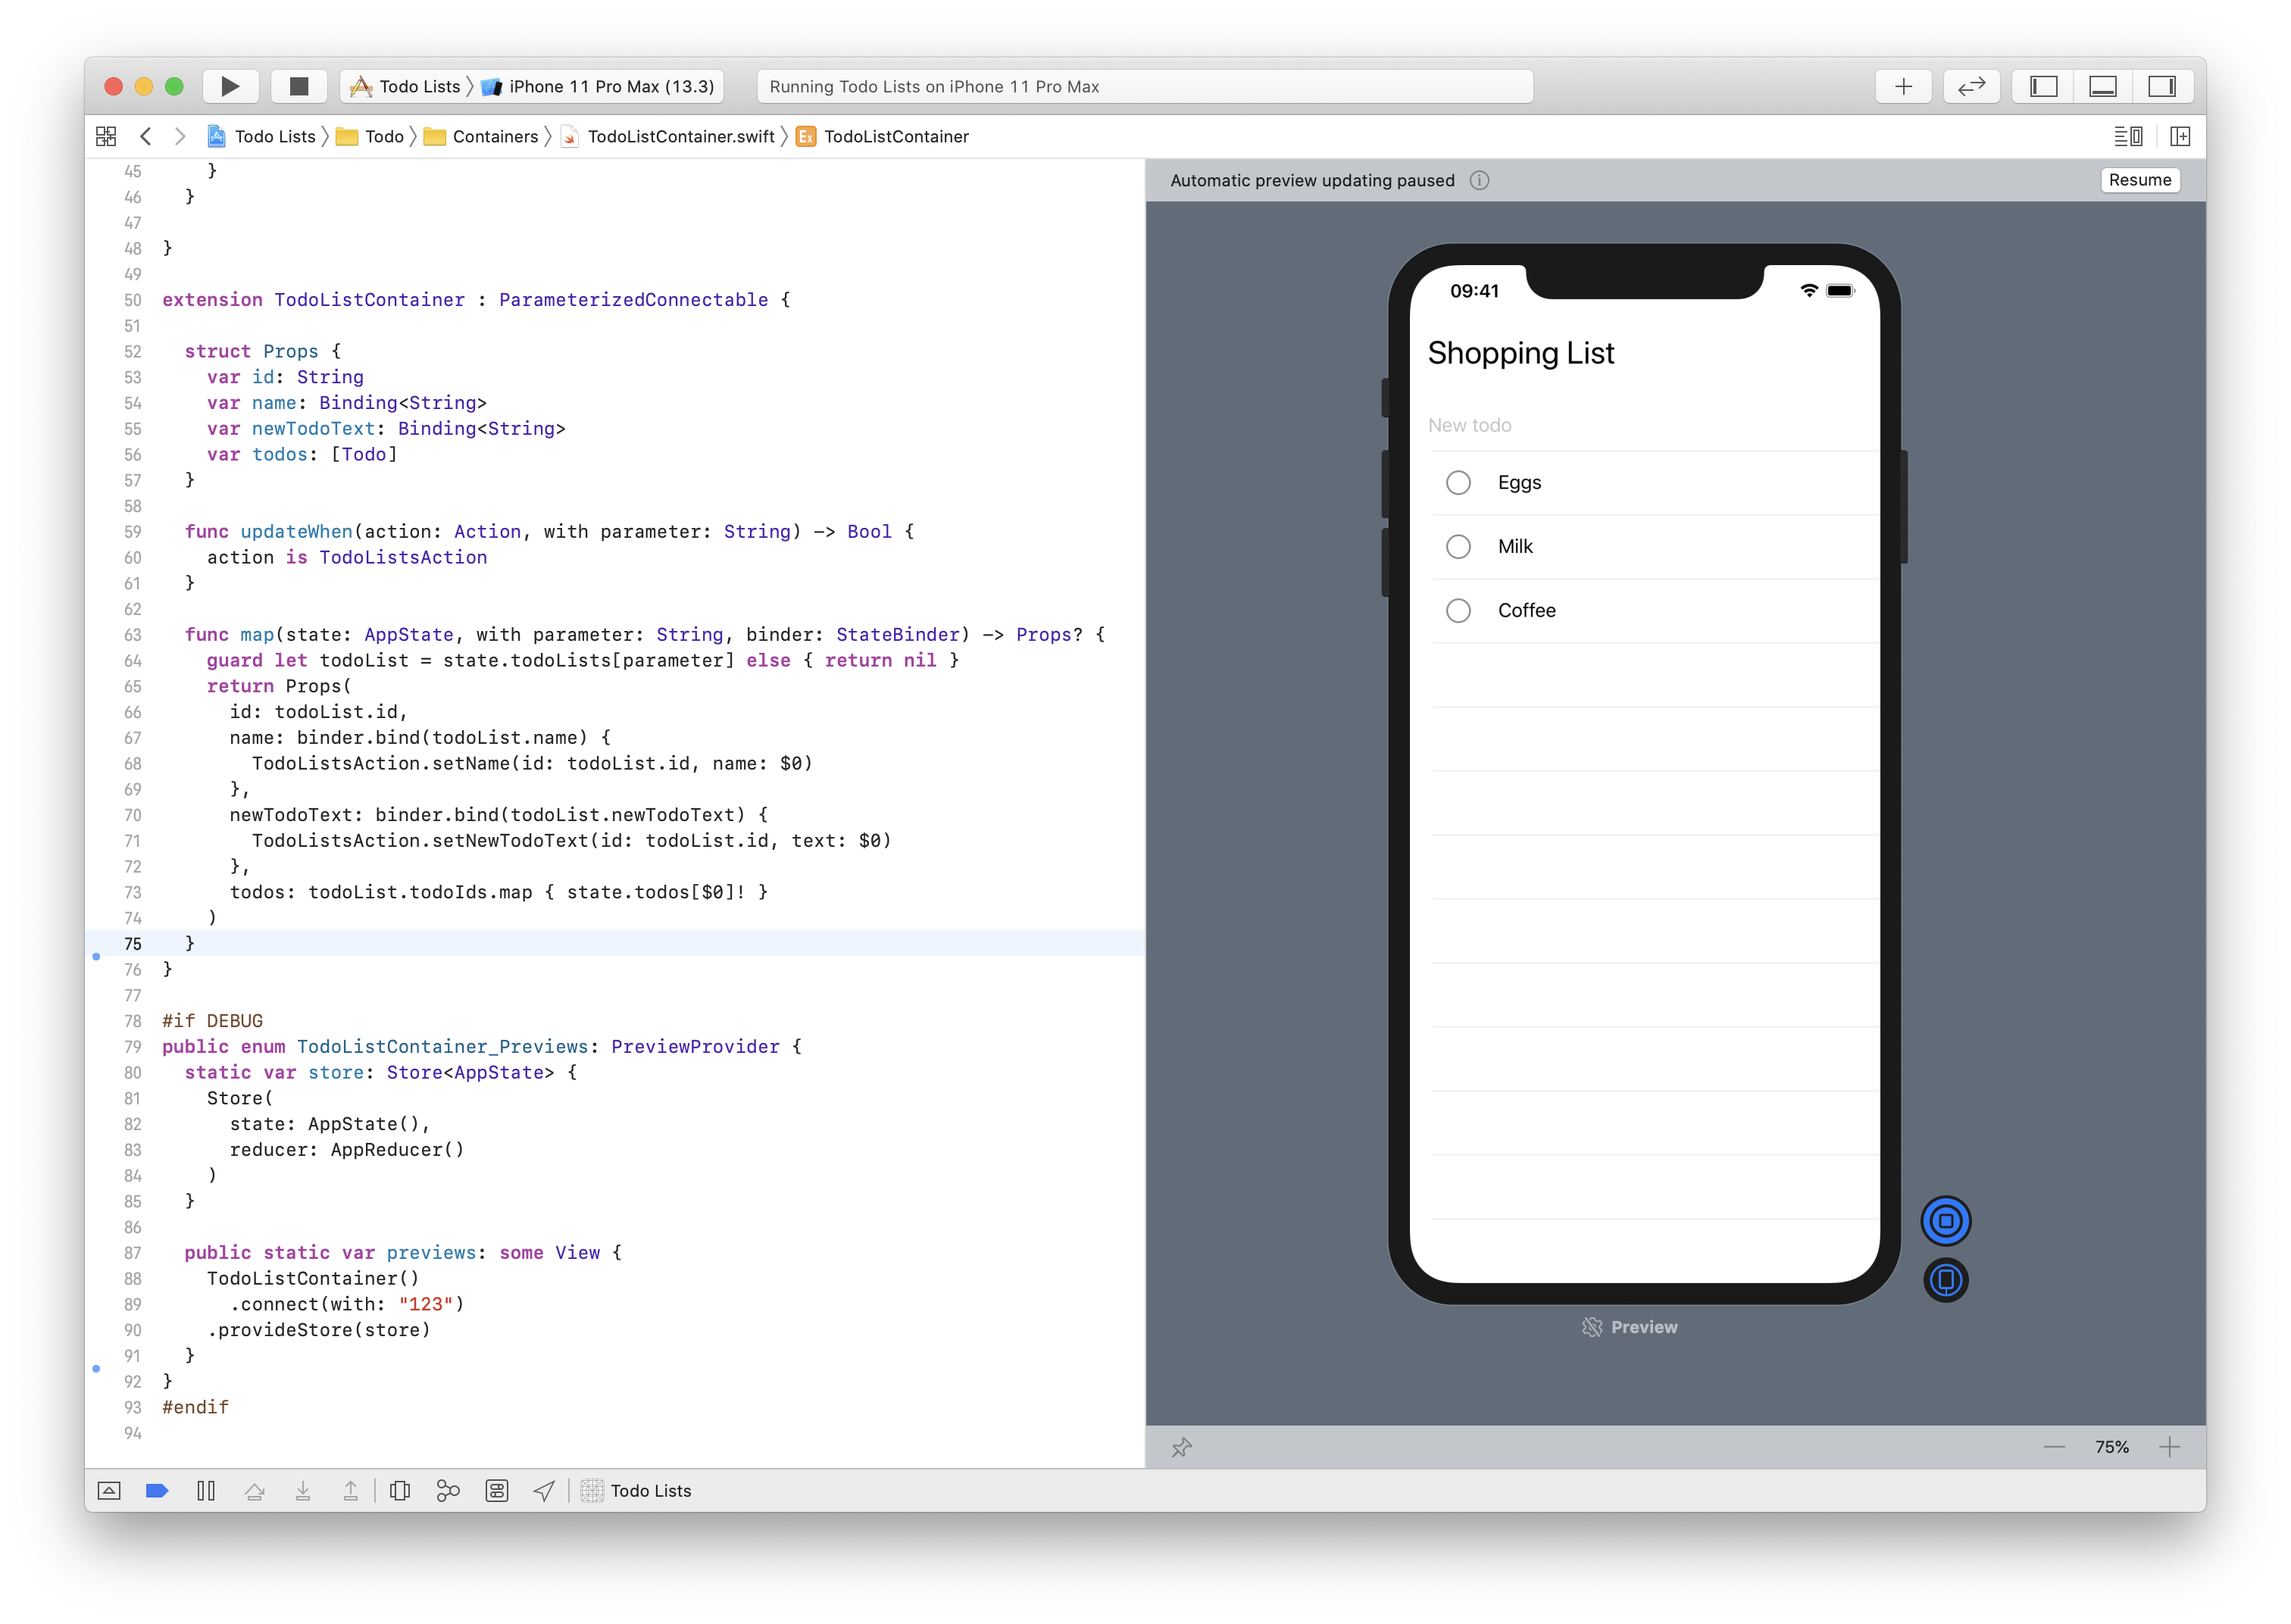 Todo Lists 〉 iPhone 11 Pro Max (13.3)
Running Todo Lists on iPhone 11 Pro Max
Todo Lists 〉 Todo 〉 Containers 〉 TodoListContainer.swift 〉 Ex TodoListContainer
45     }
46   }
47
48 }
49
50 extension TodoListContainer : ParameterizedConnectable {
51
52   struct Props {
53     var id: String
54     var name: Binding<String>
55     var newTodoText: Binding<String>
56     var todos: [Todo]
57   }
58
59   func updateWhen(action: Action, with parameter: String) -> Bool {
60     action is TodoListsAction
61   }
62
63   func map(state: AppState, with parameter: String, binder: StateBinder) -> Props? {
64     guard let todoList = state.todoLists[parameter] else { return nil }
65     return Props(
66       id: todoList.id,
67       name: binder.bind(todoList.name) {
68         TodoListsAction.setName(id: todoList.id, name: $0)
69       },
70       newTodoText: binder.bind(todoList.newTodoText) {
71         TodoListsAction.setNewTodoText(id: todoList.id, text: $0)
72       },
73       todos: todoList.todoIds.map { state.todos[$0]! }
74     )
75   }
76 }
77
78 #if DEBUG
79 public enum TodoListContainer_Previews: PreviewProvider {
80   static var store: Store<AppState> {
81     Store(
82       state: AppState(),
83       reducer: AppReducer()
84     )
85   }
86
87   public static var previews: some View {
88     TodoListContainer()
89       .connect(with: "123")
90     .provideStore(store)
91   }
92 }
93 #endif
94
Automatic preview updating paused
Resume
09:41
Shopping List
New todo
Eggs
Milk
Coffee
Preview
75%
Todo Lists